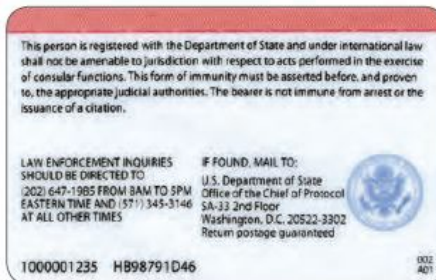 This person is registered with the Department of State and under international law
shall not be amenable to jurisdiction with respect to acts performed in the exercise
of consular functions. This form of immunity must be asserted before, and proven
to, the appropriate judicial authorities. The bearer is not immune from arrest or the
issuance of a citation.
LAW ENFORCEMENT INQUIRIES
SHOULD BE DIRECTED TO
(202) 647-1985 FROM 8AM TO 5PM
EASTERN TIME AND (571) 345-3146
AT ALL OTHER TIMES
IF FOUND, MAIL TO:
U.S. Department of State
Office of the Chief of Protocol
SA-33 2nd Floor
Washington, D.C. 20522-3302
Return postage guaranteed
1000001235 HB98791D46
002
A01